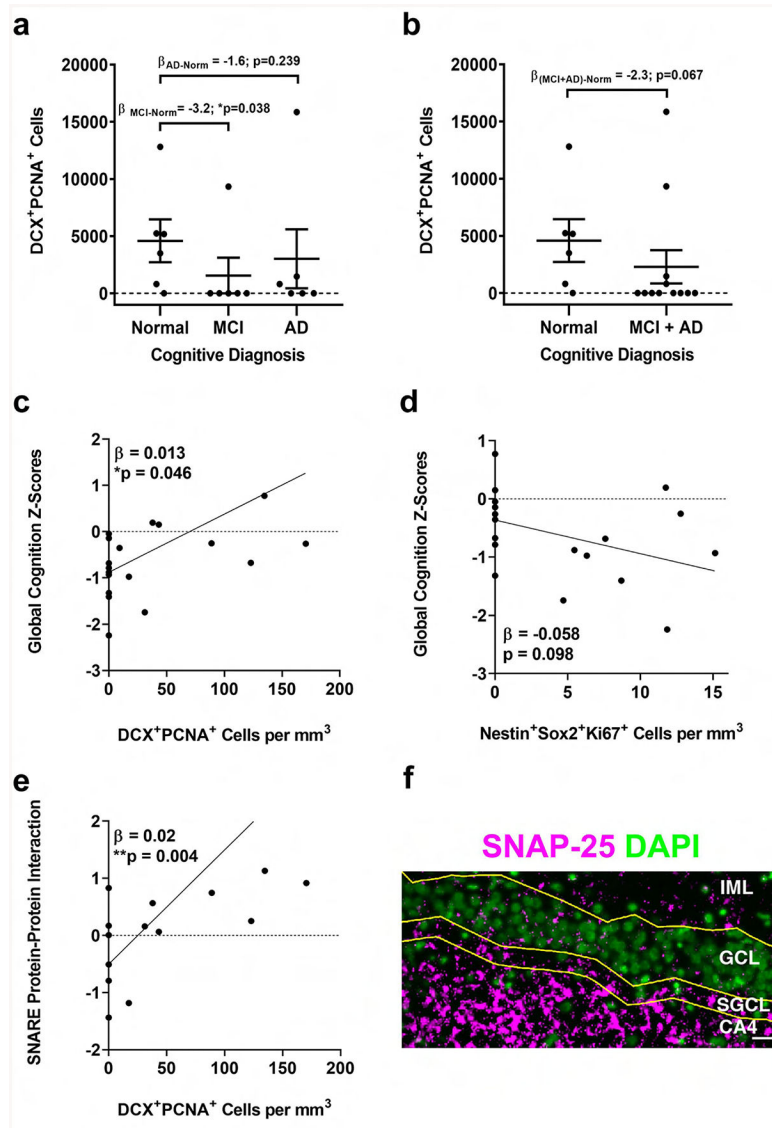 a
β AD-Norm = -1.6; p=0.239
β MCI-Norm= -3.2; *p=0.038
DCX+PCNA+ Cells
20000
15000
10000
5000
0
Normal MCI AD
Cognitive Diagnosis
b
β(MCI+AD)-Norm = -2.3; p=0.067
DCX+PCNA+ Cells
20000
15000
10000
5000
0
Normal MCI + AD
Cognitive Diagnosis
c
β = 0.013
*p = 0.046
Global Cognition Z-Scores
2
1
0
-1
-2
-3
0 50 100 150 200
DCX+PCNA+ Cells per mm3
d
β = -0.058
p = 0.098
Global Cognition Z-Scores
1
0
-1
-2
-3
0 5 10 15
Nestin+Sox2+Ki67+ Cells per mm3
e
β = 0.02
**p = 0.004
SNARE Protein-Protein Interaction
2
1
0
-1
-2
0 50 100 150 200
DCX+PCNA+ Cells per mm3
f
SNAP-25 DAPI
IML
GCL
SGCL
CA4